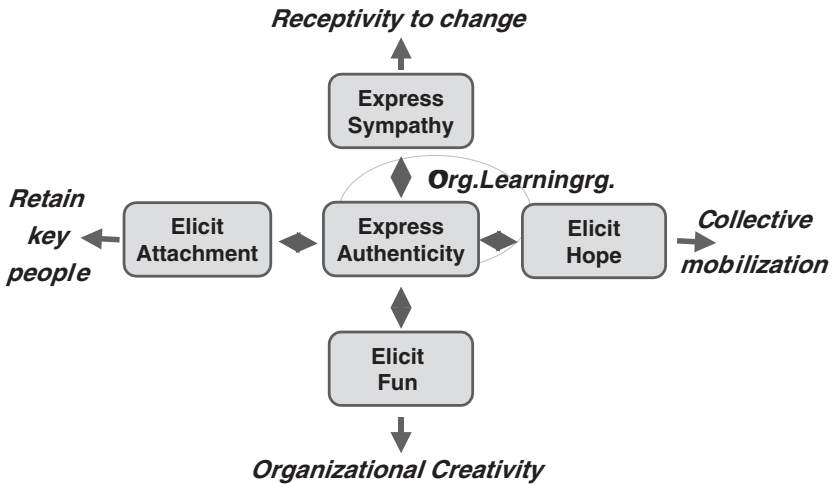 Receptivity to change
Express
Sympathy
Org.Learningrg.
Retain
key
people
Elicit
Attachment
Express
Authenticity
Elicit
Hope
Collective
mobilization
Elicit
Fun
Organizational Creativity